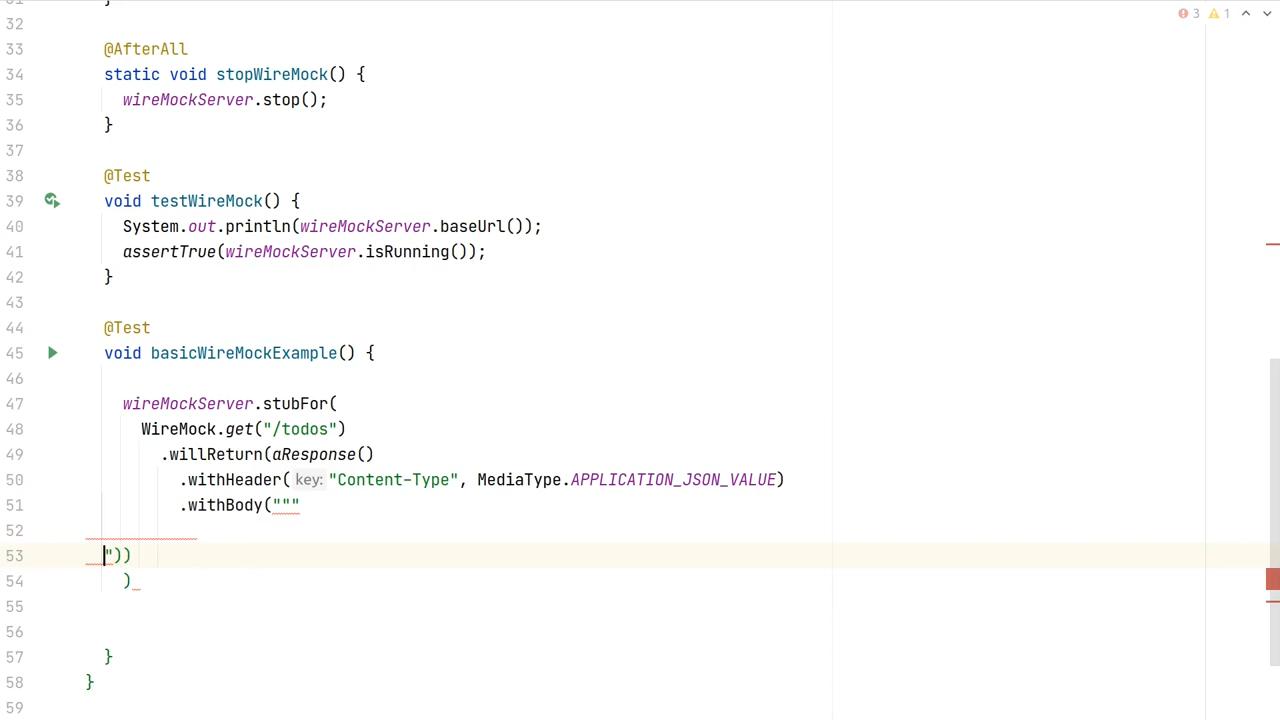 3 1
32
33 @AfterAll
34 static void stopWireMock() {
35 wireMockServer.stop();
36 }
37
38 @Test
39 void testWireMock() {
40 System.out.println(wireMockServer.baseUrl());
41 assertTrue(wireMockServer.isRunning());
42 }
43
44 @Test
45 void basicWireMockExample() {
46
47 wireMockServer.stubFor(
48 WireMock.get("/todos")
49 .willReturn(aResponse()
50 .withHeader( key: "Content-Type", MediaType.APPLICATION_JSON_VALUE)
51 .withBody("""
52
53 "))
54 )
55
56
57 }
58 }
59